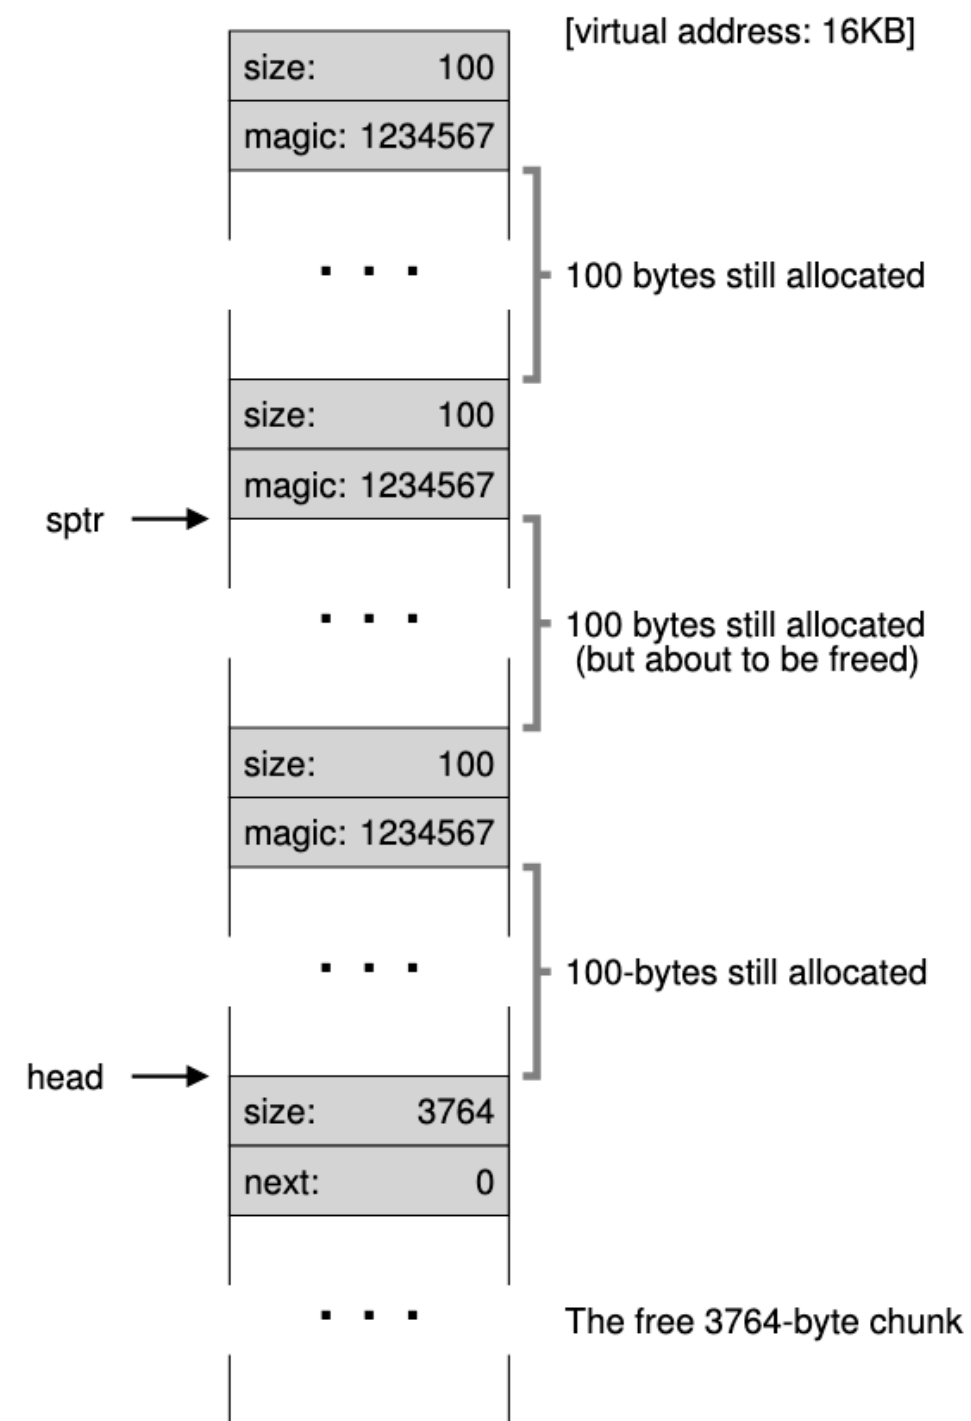 [virtual address: 16KB]
size: 100
magic: 1234567
. . .
100 bytes still allocated
size: 100
magic: 1234567
sptr
. . .
100 bytes still allocated
(but about to be freed)
size: 100
magic: 1234567
. . .
100-bytes still allocated
head
size: 3764
next: 0
. . .
The free 3764-byte chunk